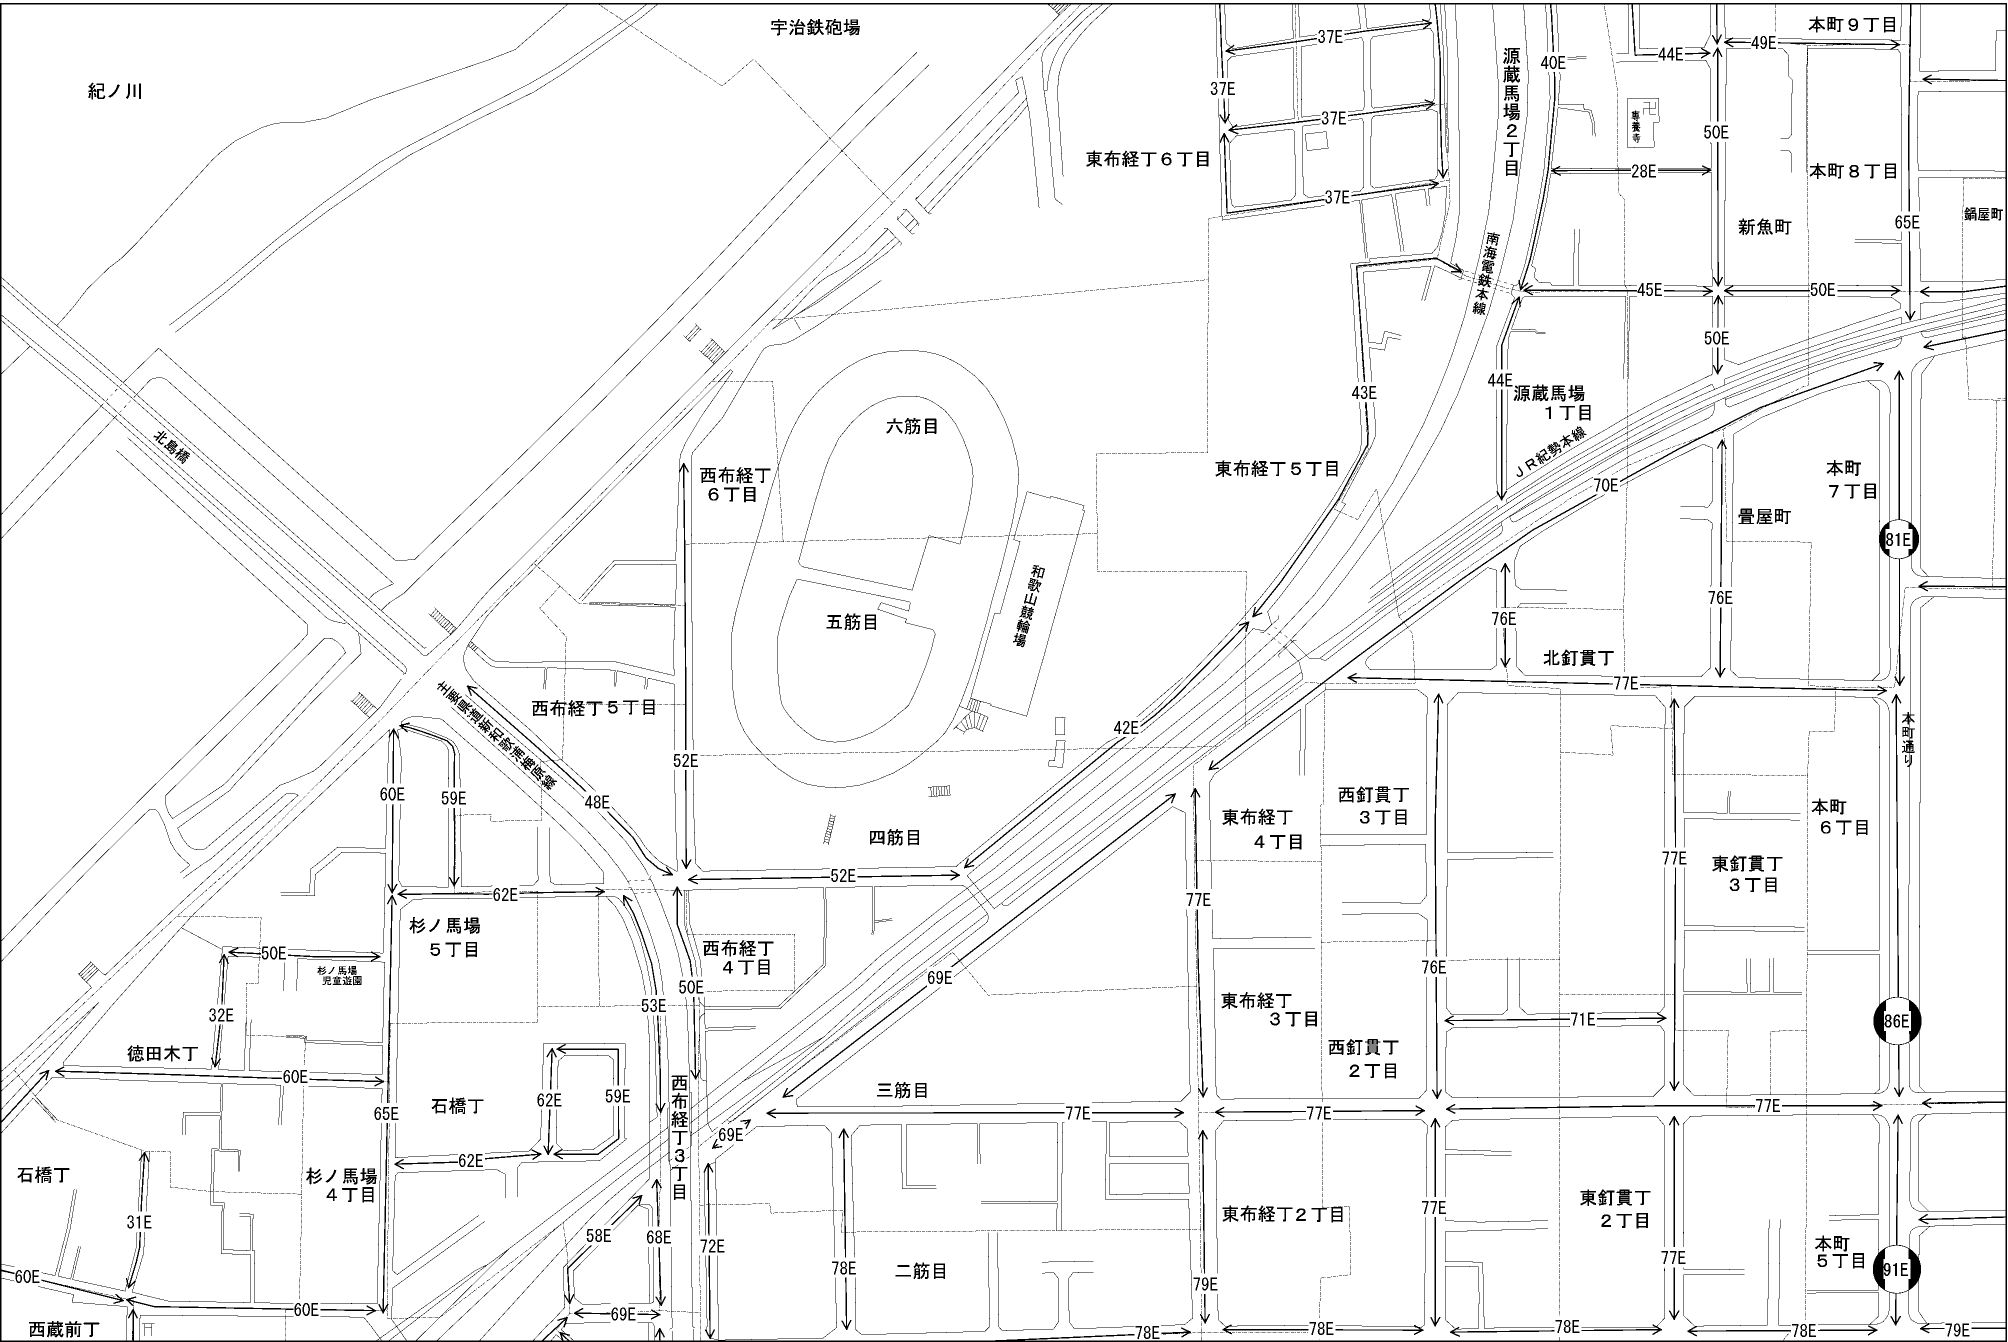 宇治鉄砲場
本町９丁目
37E
49E
44E
40E
源蔵馬場２丁目
紀ノ川
37E
37E
専養寺
50E
東布経丁６丁目
28E
本町８丁目
37E
鍋屋町
65E
新魚町
南海電鉄本線
45E
50E
50E
44E
43E
源蔵馬場
１丁目
六筋目
北島橋
ＪＲ紀勢本線
西布経丁
６丁目
東布経丁５丁目
70E
本町
７丁目
畳屋町
81E
和歌山競輪場
76E
76E
五筋目
北釘貫丁
77E
主要県道新和歌浦梅原線
西布経丁５丁目
42E
本町通り
52E
60E
59E
48E
西釘貫丁
３丁目
東布経丁
４丁目
本町
６丁目
四筋目
77E
東釘貫丁
３丁目
52E
62E
77E
杉ノ馬場
５丁目
西布経丁
４丁目
50E
杉ノ馬場
児童遊園
76E
69E
50E
53E
東布経丁
３丁目
32E
71E
86E
徳田木丁
西釘貫丁
２丁目
60E
三筋目
62E
59E
石橋丁
65E
77E
77E
77E
西布経丁３丁目
69E
62E
石橋丁
杉ノ馬場
４丁目
東釘貫丁
２丁目
77E
東布経丁２丁目
31E
58E
68E
72E
本町
５丁目
77E
78E
二筋目
91E
60E
79E
60E
69E
西蔵前丁
78E
78E
78E
78E
79E